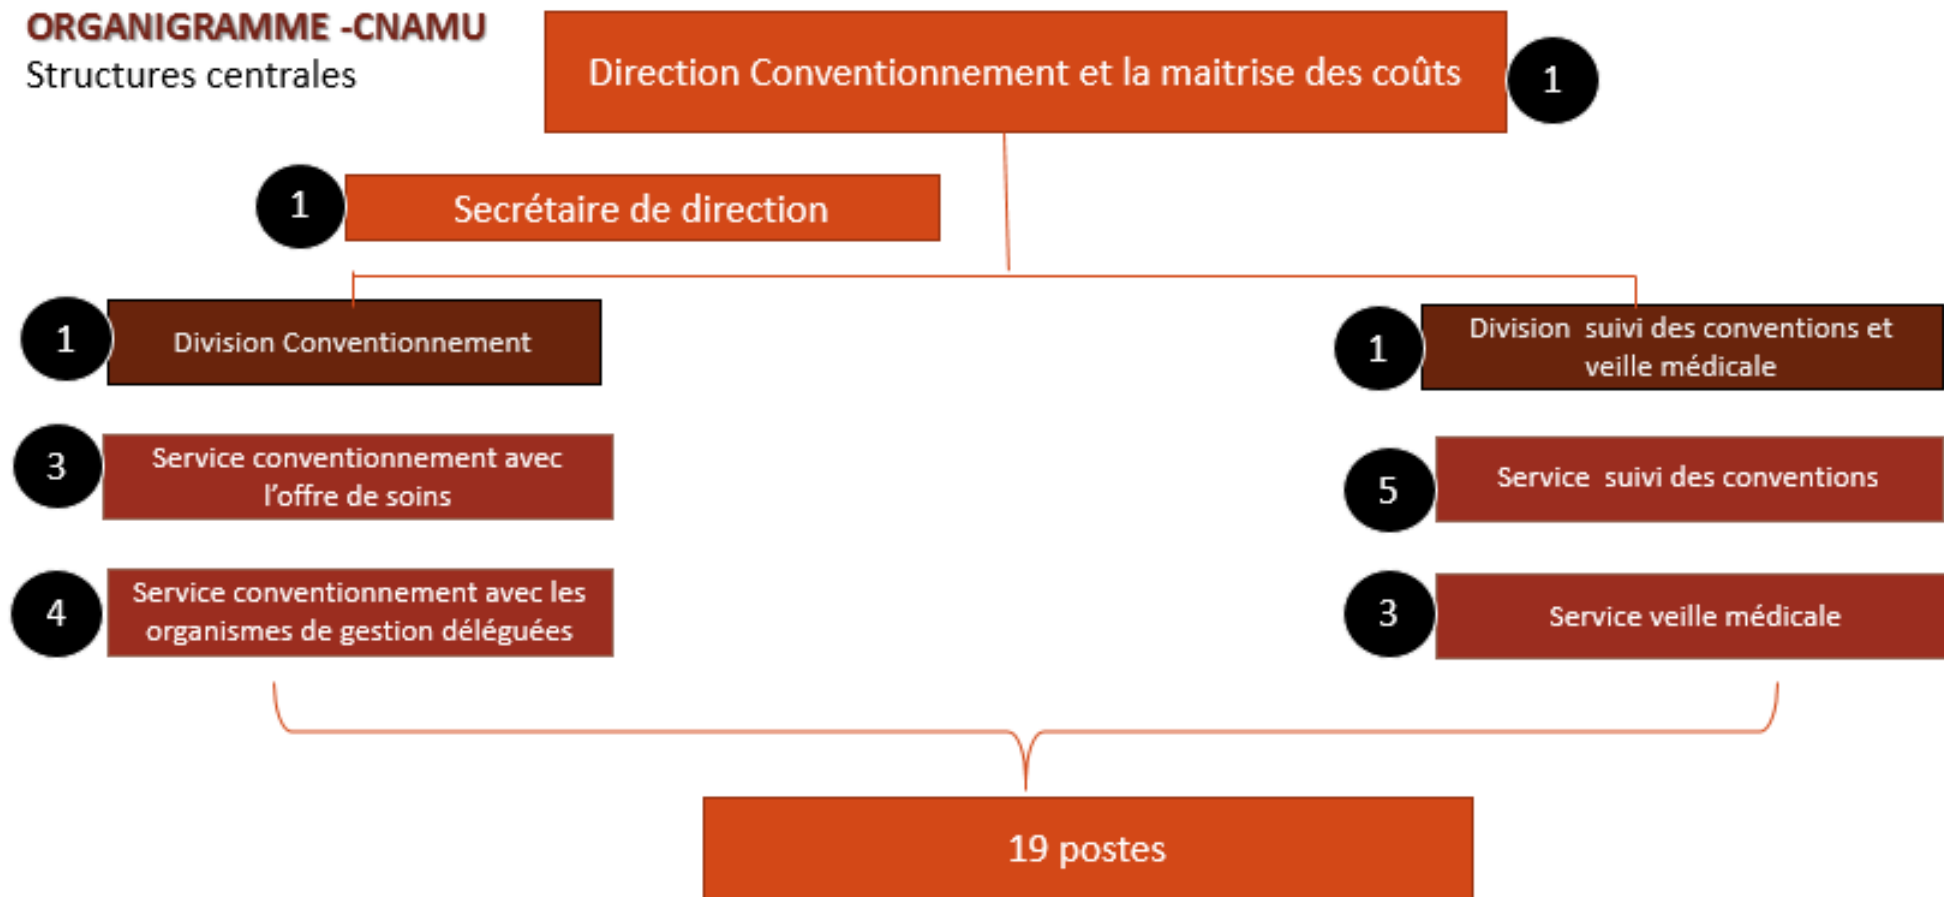 ORGANIGRAMME -CNAMU
Structures centrales
Direction Conventionnement et la maitrise des coûts
1
1
Secrétaire de direction
1
Division Conventionnement
1
Division suivi des conventions et
veille médicale
3
Service conventionnement avec
l'offre de soins
5
Service suivi des conventions
4
Service conventionnement avec les
organismes de gestion déléguées
3
Service veille médicale
19 postes